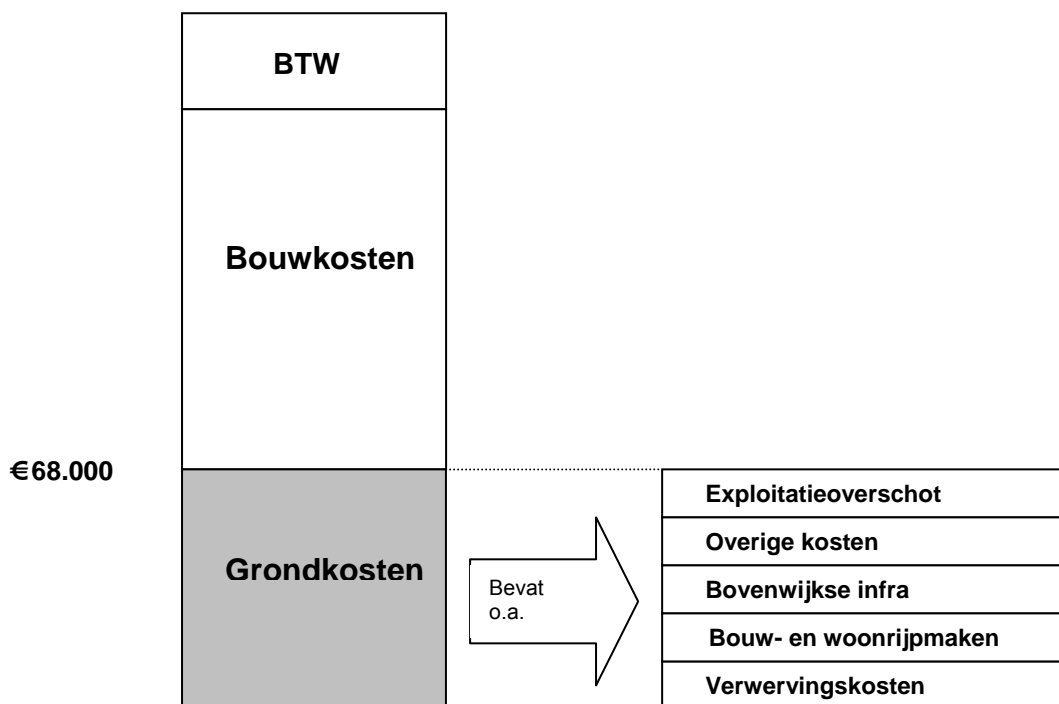 BTW
Bouwkosten
€68.000
Grondkosten
Bevat
o.a.
Exploitatieoverschot
Overige kosten
Bovenwijkse infra
Bouw- en woonrijpmaken
Verwervingskosten